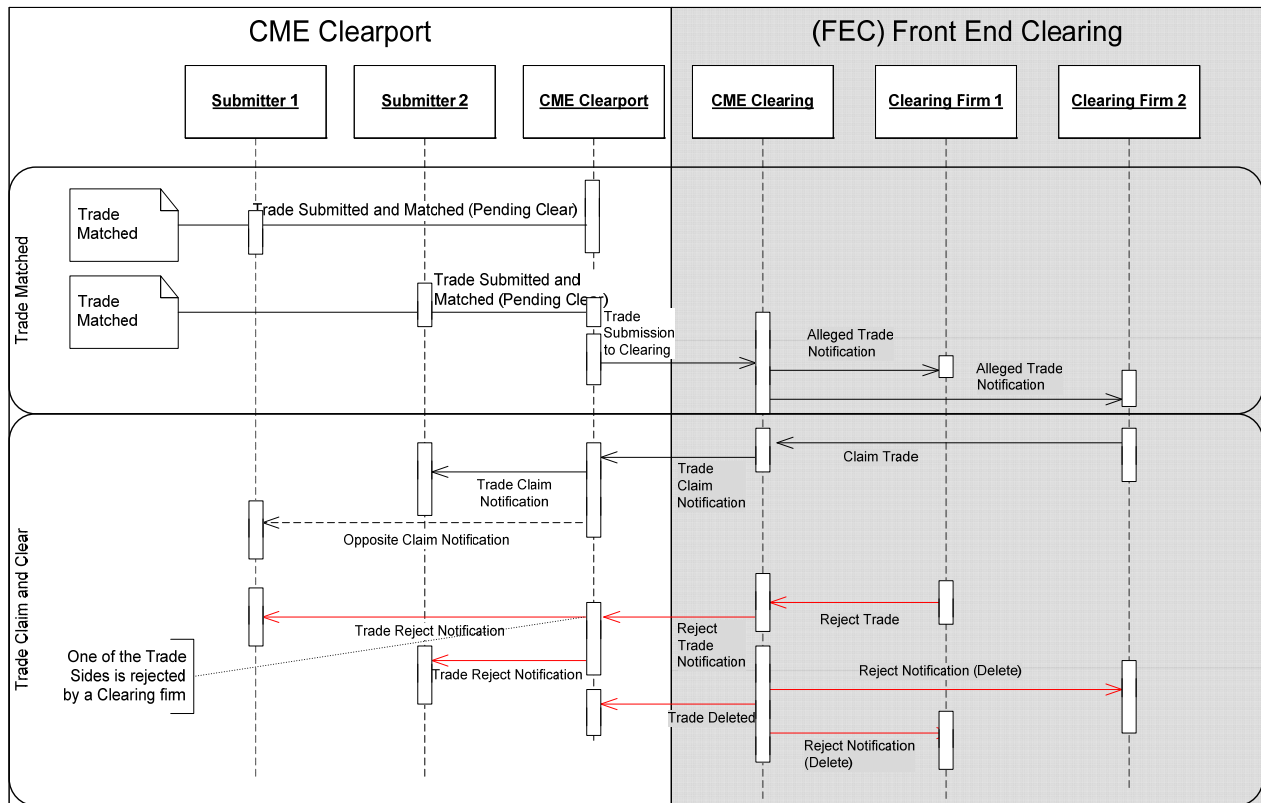 CME Clearport
(FEC) Front End Clearing
Submitter 1
Submitter 2
CME Clearport
CME Clearing
Clearing Firm 1
Clearing Firm 2
Trade Matched
Trade
Matched
Trade Submitted and Matched (Pending Clear)
Trade
Matched
Trade Submitted and
Matched (Pending Clear)
Trade
Submission
to Clearing
Alleged Trade
Notification
Alleged Trade
Notification
Trade Claim and Clear
Claim Trade
Trade
Claim
Notification
Trade Claim
Notification
Opposite Claim Notification
Reject Trade
Reject
Trade
Notification
Trade Reject Notification
One of the Trade
Sides is rejected
by a Clearing firm
Trade Reject Notification
Reject Notification (Delete)
Trade Deleted
Reject Notification
(Delete)